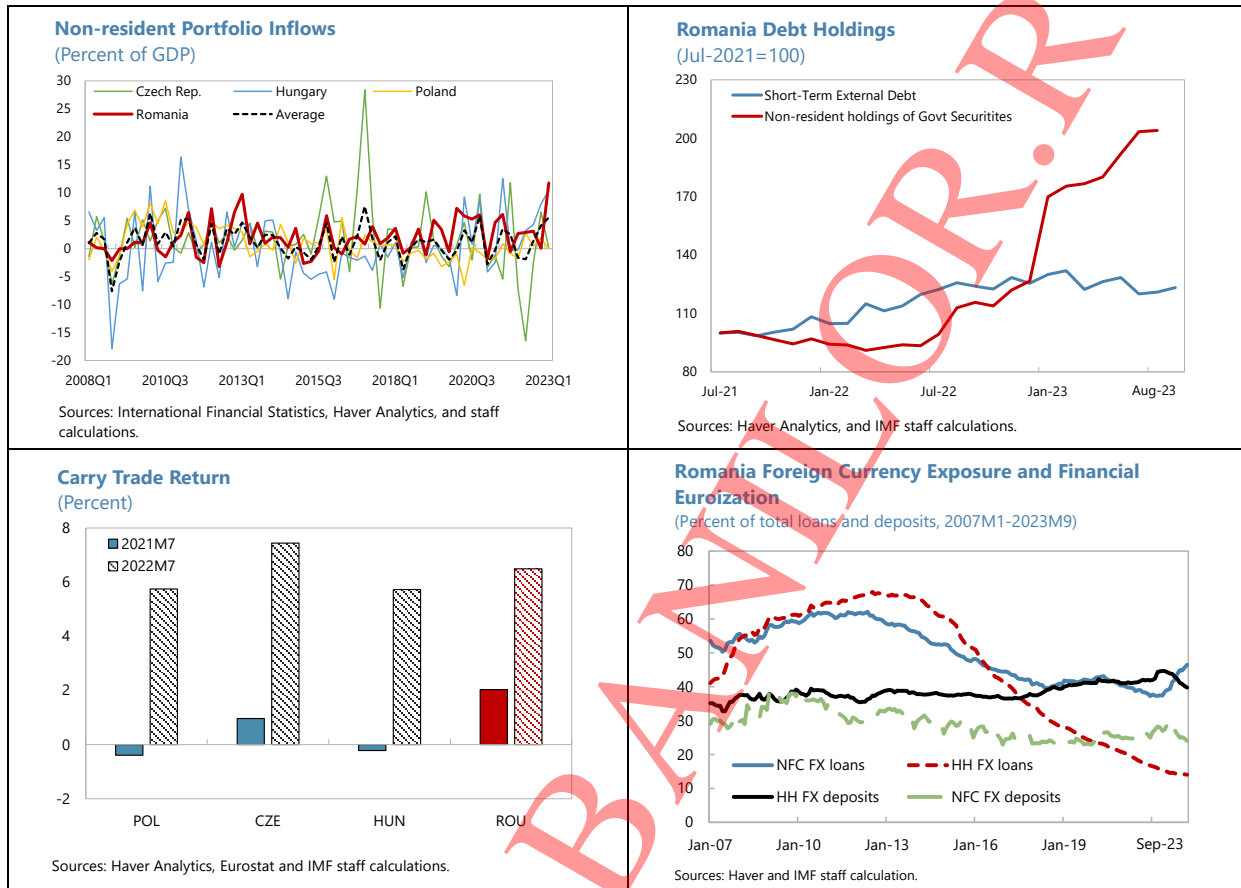 Non-resident Portfolio Inflows
(Percent of GDP)
30
25
20
15
10
5
0
-5
-10
-15
-20
Czech Rep.
Hungary
Poland
Romania
Average
2008Q1
2010Q3
2013Q1
2015Q3
2018Q1
2020Q3
2023Q1
Sources: International Financial Statistics, Haver Analytics, and staff
calculations.
Romania Debt Holdings
(Jul-2021=100)
230
200
170
140
110
80
Short-Term External Debt
Non-resident holdings of Govt Securitites
Jul-21
Jan-22
Jul-22
Jan-23
Aug-23
Sources: Haver Analytics, and IMF staff calculations.
Carry Trade Return
(Percent)
8
6
4
2
0
-2
2021M7
2022M7
POL
CZE
HUN
ROU
Sources: Haver Analytics, Eurostat and IMF staff calculations.
Romania Foreign Currency Exposure and Financial
Euroization
(Percent of total loans and deposits, 2007M1-2023M9)
80
70
60
50
40
30
20
10
0
NFC FX loans
HH FX loans
HH FX deposits
NFC FX deposits
Jan-07
Jan-10
Jan-13
Jan-16
Jan-19
Sep-23
Sources: Haver and IMF staff calculation.
BANILOR.R